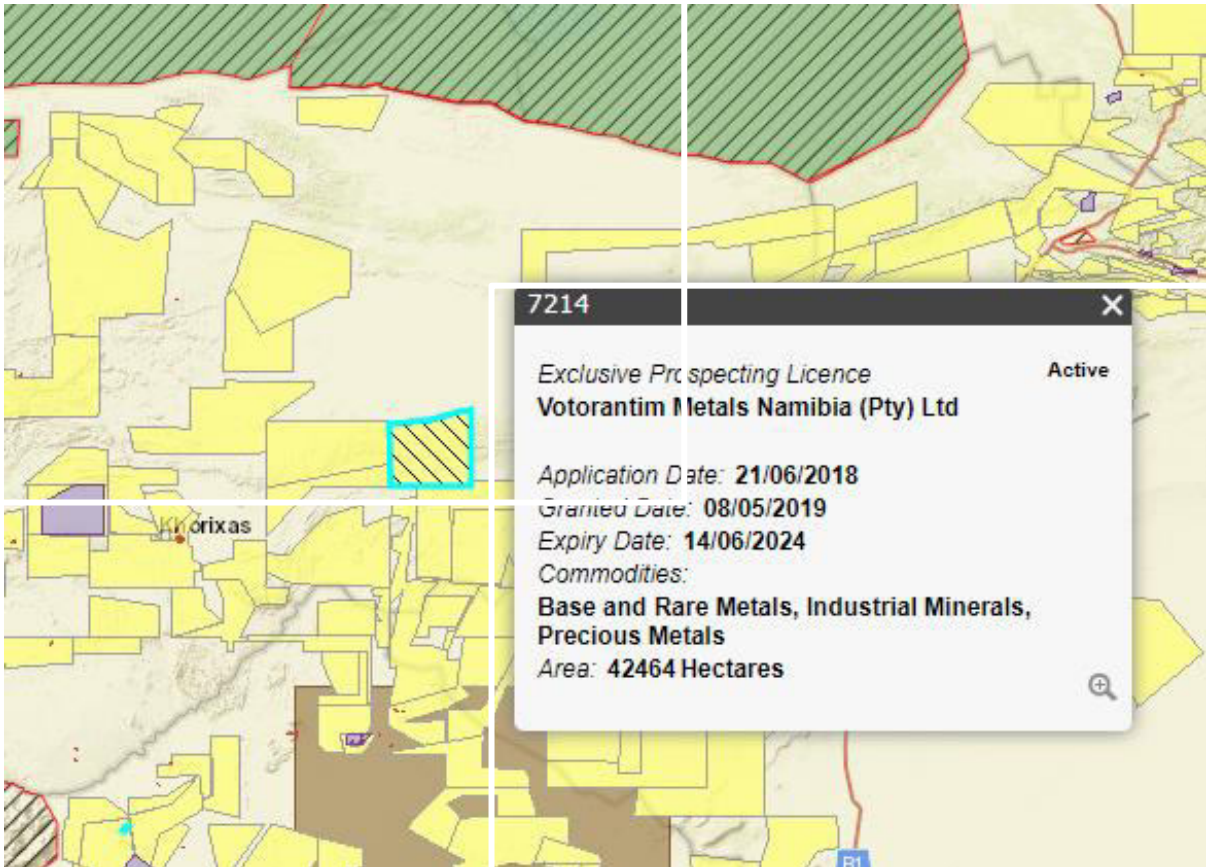 7214
Exclusive Prospecting Licence Active
Votorantim Metals Namibia (Pty) Ltd
Application Date: 21/06/2018
Granted Date: 08/05/2019
Khorixas
Expiry Date: 14/06/2024
Commodities:
Base and Rare Metals, Industrial Minerals,
Precious Metals
Area: 42464 Hectares
B1